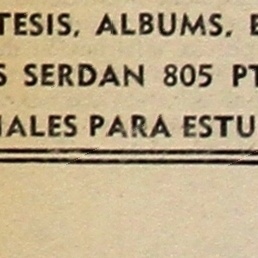 TESIS, ALBUMS, E
S SERDAN 805 PT
IALES PARA ESTU